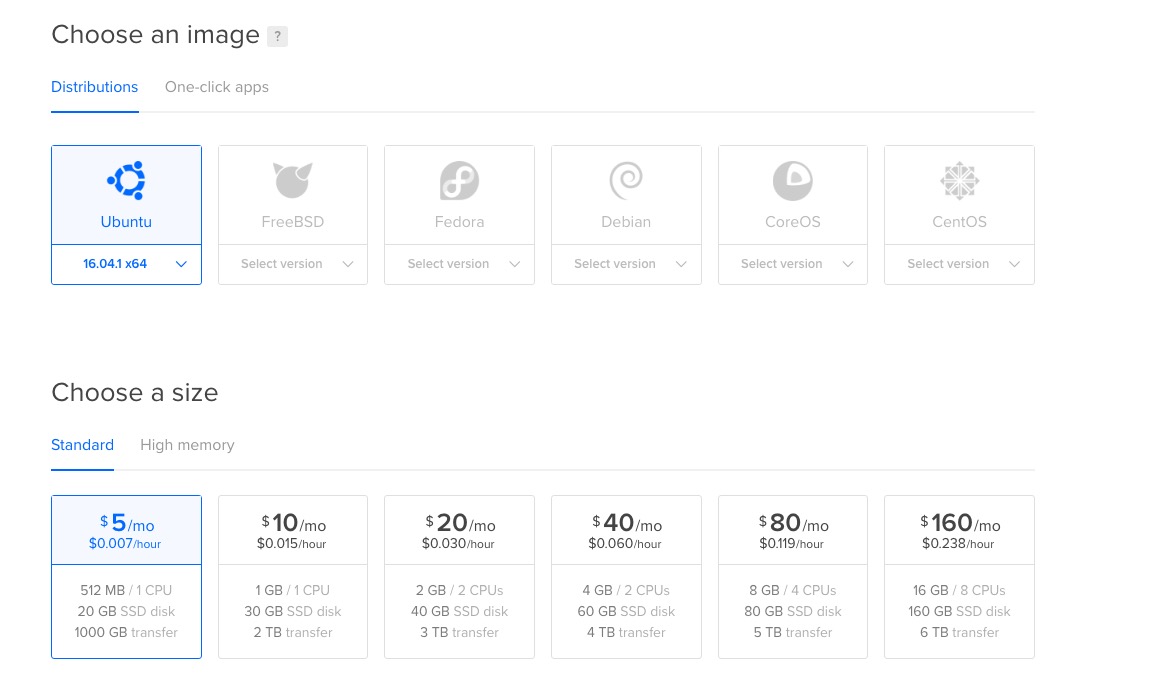 Choose an image ?
Distributions One-click apps
Ubuntu FreeBSD Fedora Debian CoreOS CentOS
16.04.1 x64 Select version Select version Select version Select version Select version
Choose a size
Standard High memory
$ 5/mo $ 10/mo $ 20/mo $ 40/mo $ 80/mo $ 160/mo
$0.007/hour $0.015/hour $0.030/hour $0.060/hour $0.119/hour $0.238/hour
512 MB / 1 CPU 1 GB / 1 CPU 2 GB / 2 CPUs 4 GB / 2 CPUs 8 GB / 4 CPUs 16 GB / 8 CPUs
20 GB SSD disk 30 GB SSD disk 40 GB SSD disk 60 GB SSD disk 80 GB SSD disk 160 GB SSD disk
1000 GB transfer 2 TB transfer 3 TB transfer 4 TB transfer 5 TB transfer 6 TB transfer